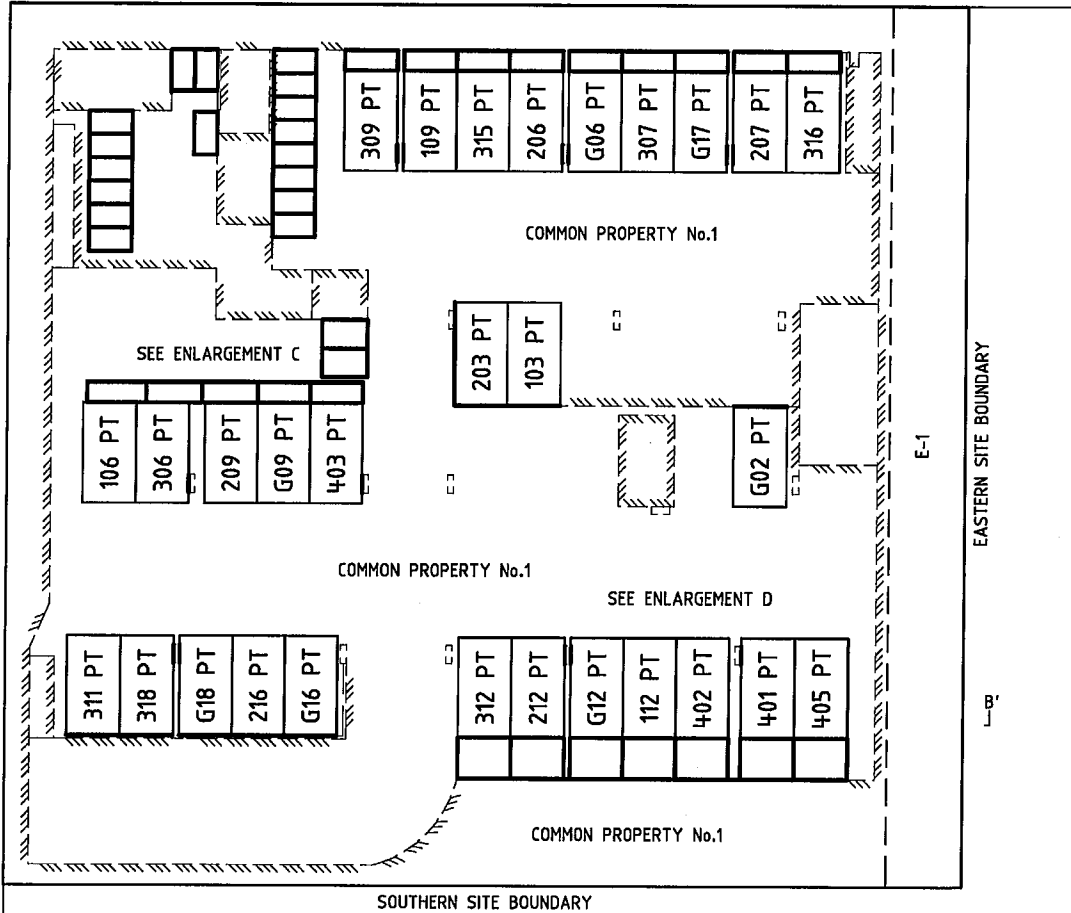 309 PT
109 PT
315 PT
206 PT
G06 PT
307 PT
G17 PT
207 PT
316 PT
COMMON PROPERTY No.1
203 PT
103 PT
SEE ENLARGEMENT C
106 PT
306 PT
209 PT
G09 PT
403 PT
G02 PT
E-1
EASTERN SITE BOUNDARY
COMMON PROPERTY No.1
SEE ENLARGEMENT D
311 PT
318 PT
G18 PT
216 PT
G16 PT
312 PT
212 PT
G12 PT
112 PT
402 PT
401 PT
405 PT
B'
COMMON PROPERTY No.1
SOUTHERN SITE BOUNDARY